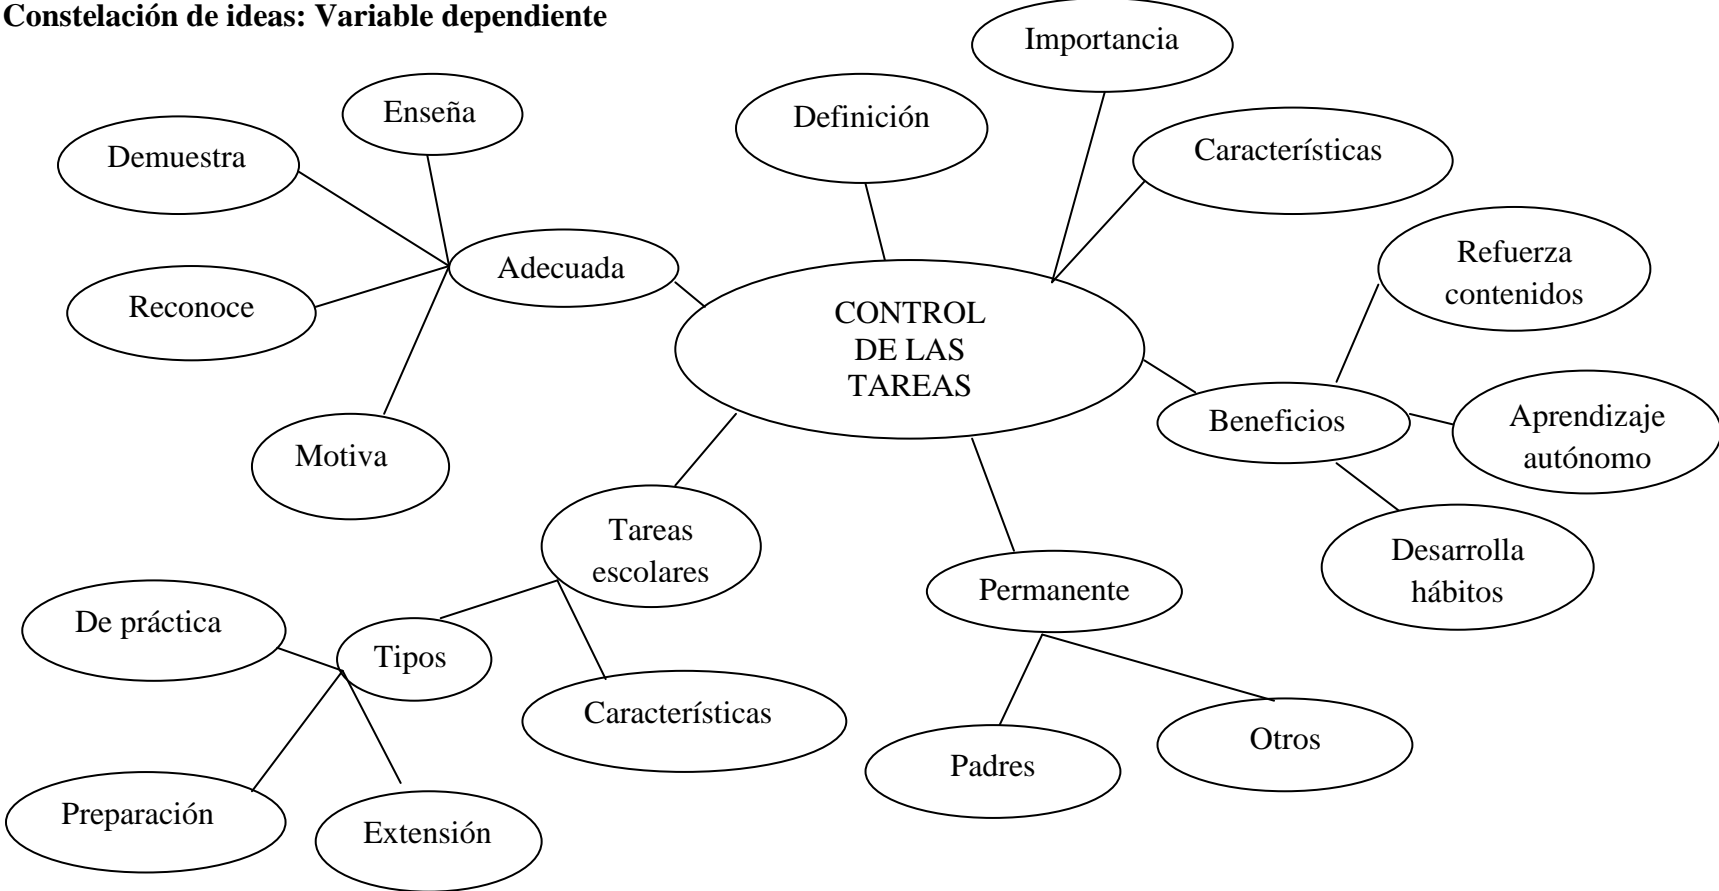 Constelación de ideas: Variable dependiente
Importancia
Enseña
Definición
Demuestra
Características
Refuerza
contenidos
Adecuada
Reconoce
CONTROL
DE LAS
TAREAS
Beneficios
Aprendizaje
autónomo
Motiva
Tareas
escolares
Desarrolla
hábitos
Permanente
De práctica
Tipos
Características
Otros
Padres
Preparación
Extensión